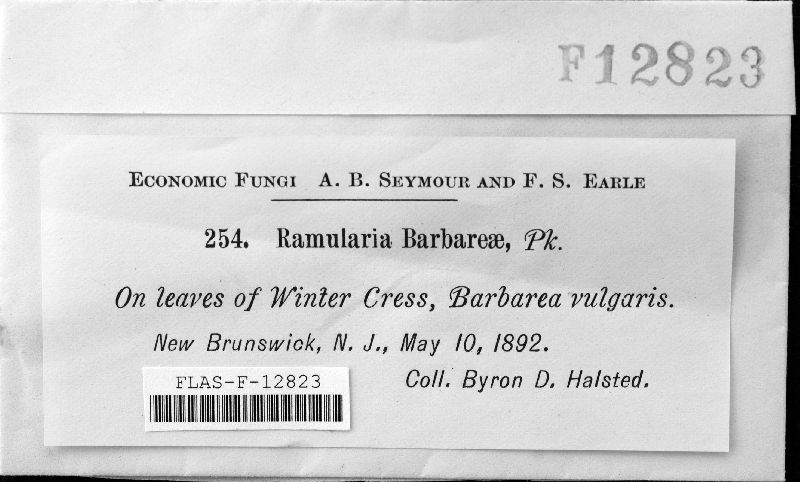 F12823
Economic Fungi A. B. Seymour and F. S. Earle
254. Ramularia Barbareæ, Pk.
On leaves of Winter Cress, Barbarea vulgaris.
New Brunswick, N. J., May 10, 1892.
FLAS-F-12823
Coll. Byron D. Halsted.